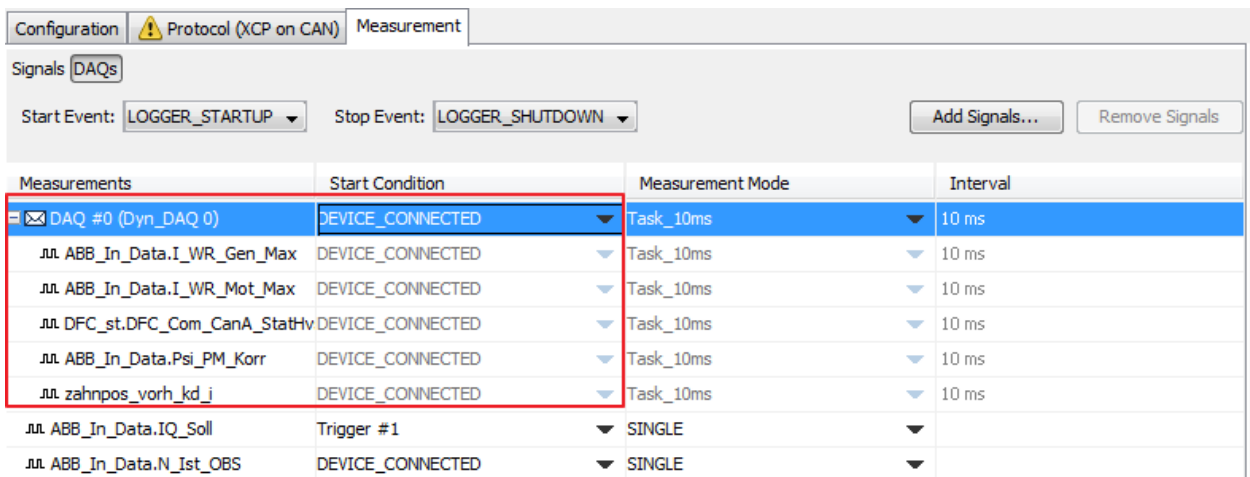 Configuration Protocol (XCP on CAN) Measurement
Signals DAQs
Start Event: LOGGER_STARTUP Stop Event: LOGGER_SHUTDOWN Add Signals... Remove Signals
Measurements Start Condition Measurement Mode Interval
DAQ #0 (Dyn_DAQ 0) DEVICE_CONNECTED Task_10ms 10 ms
ABB_In_Data.I_WR_Gen_Max DEVICE_CONNECTED Task_10ms 10 ms
ABB_In_Data.I_WR_Mot_Max DEVICE_CONNECTED Task_10ms 10 ms
DFC_st.DFC_Com_CanA_StatHv DEVICE_CONNECTED Task_10ms 10 ms
ABB_In_Data.Psi_PM_Korr DEVICE_CONNECTED Task_10ms 10 ms
zahnpos_vorh_kd_i DEVICE_CONNECTED Task_10ms 10 ms
ABB_In_Data.IQ_Soll Trigger #1 SINGLE
ABB_In_Data.N_Ist_OBS DEVICE_CONNECTED SINGLE